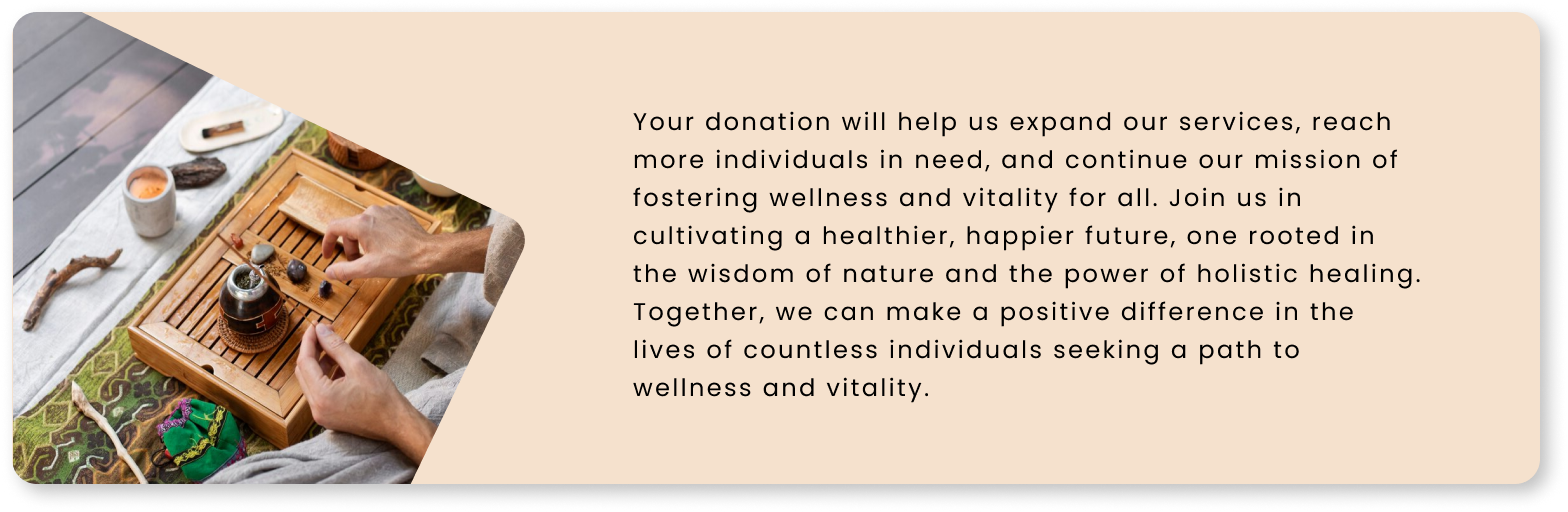 Your donation will help us expand our services, reach
more individuals in need, and continue our mission of
fostering wellness and vitality for all. Join us in
cultivating a healthier, happier future, one rooted in
the wisdom of nature and the power of holistic healing.
Together, we can make a positive difference in the
lives of countless individuals seeking a path to
wellness and vitality.